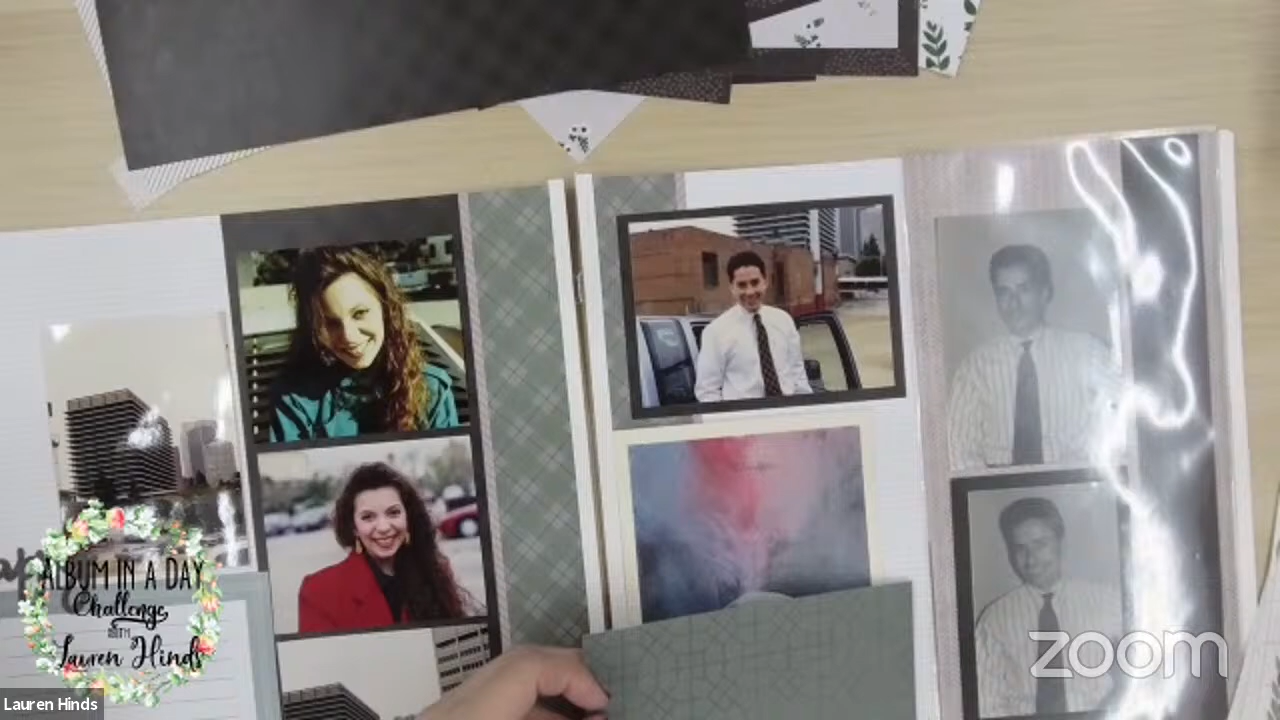 ALBUM IN A DAY
Challenge
WITH
Lauren Hinds
Lauren Hinds
zoom